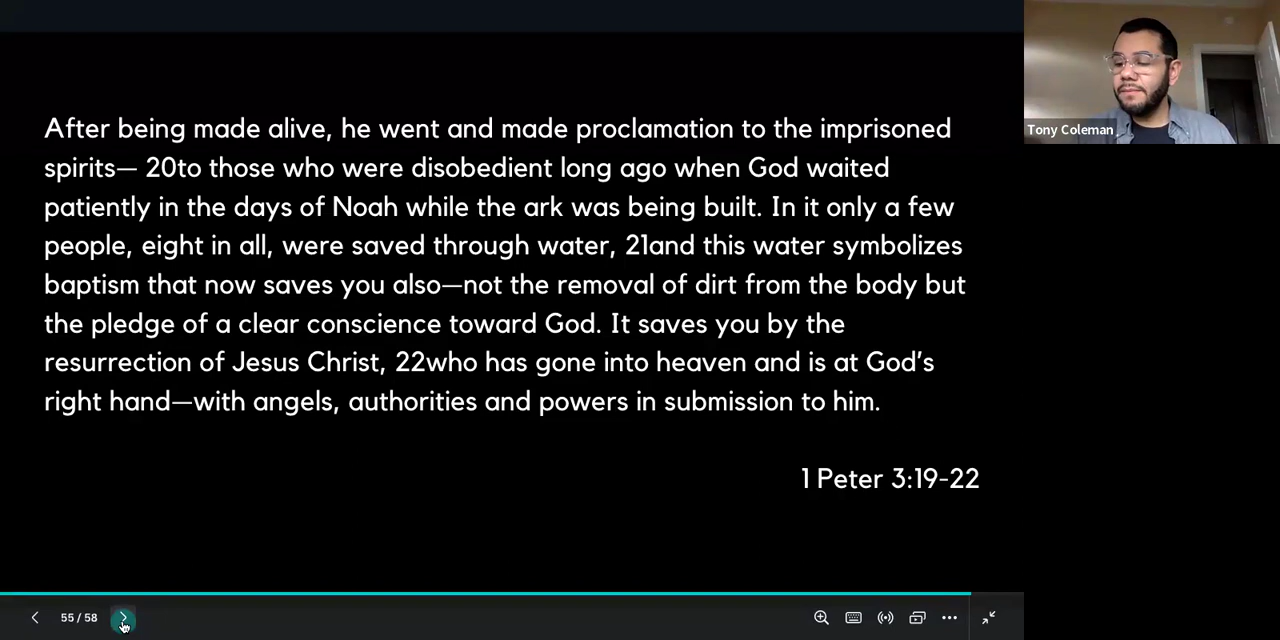 After being made alive, he went and made proclamation to the imprisoned
spirits— 20to those who were disobedient long ago when God waited
patiently in the days of Noah while the ark was being built. In it only a few
people, eight in all, were saved through water, 21and this water symbolizes
baptism that now saves you also—not the removal of dirt from the body but
the pledge of a clear conscience toward God. It saves you by the
resurrection of Jesus Christ, 22who has gone into heaven and is at God’s
right hand—with angels, authorities and powers in submission to him.
1 Peter 3:19-22
Tony Coleman
55 / 58